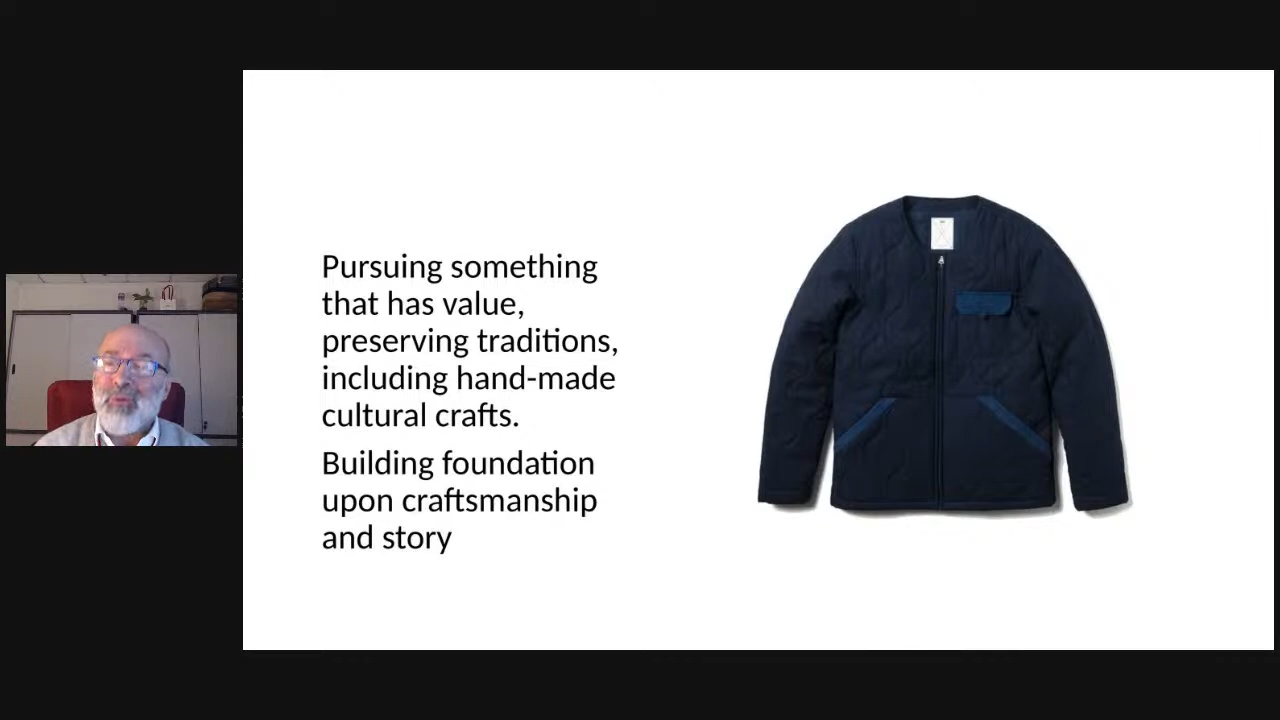 Pursuing something
that has value,
preserving traditions,
including hand-made
cultural crafts.
Building foundation
upon craftsmanship
and story